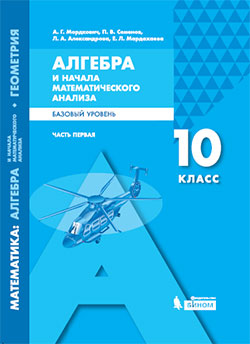 А. Г. Мордкович, П. В. Семенов,
Л. А. Александрова, Е. Л. Мардахаева
АЛГЕБРА
И НАЧАЛА
МАТЕМАТИЧЕСКОГО
АНАЛИЗА
БАЗОВЫЙ УРОВЕНЬ
ЧАСТЬ ПЕРВАЯ
10
КЛАСС
А
издательство
БИНОМ
МАТЕМАТИКА: АЛГЕБРА И НАЧАЛА МАТЕМАТИЧЕСКОГО АНАЛИЗА • ГЕОМЕТРИЯ